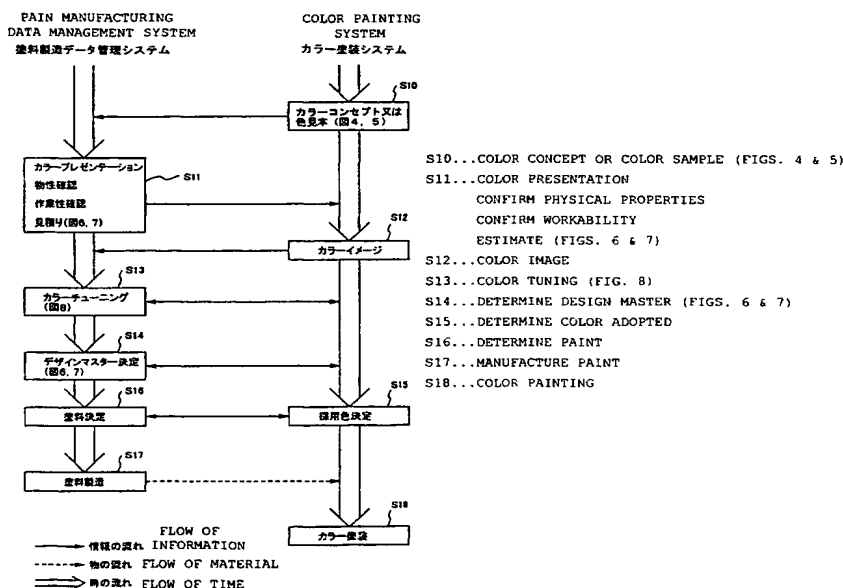 PAIN MANUFACTURING
DATA MANAGEMENT SYSTEM
塗料製造データ管理システム
COLOR PAINTING
SYSTEM
カラー塗装システム
S10
カラーコンセプト又は
色見本(図4, 5)
カラープレゼンテーション
物性確認
作業性確認
見積り(図6, 7)
S11
S12
カラーイメージ
S13
カラーチューニング
(図8)
S14
デザインマスター決定
(図6, 7)
S16
塗料決定
S15
採用色決定
S17
塗料製造
S18
カラー塗装
FLOW OF
情報の流れ INFORMATION
物の流れ FLOW OF MATERIAL
時の流れ FLOW OF TIME
S10...COLOR CONCEPT OR COLOR SAMPLE (FIGS. 4 & 5)
S11...COLOR PRESENTATION
CONFIRM PHYSICAL PROPERTIES
CONFIRM WORKABILITY
ESTIMATE (FIGS. 6 & 7)
S12...COLOR IMAGE
S13...COLOR TUNING (FIG. 8)
S14...DETERMINE DESIGN MASTER (FIGS. 6 & 7)
S15...DETERMINE COLOR ADOPTED
S16...DETERMINE PAINT
S17...MANUFACTURE PAINT
S18...COLOR PAINTING